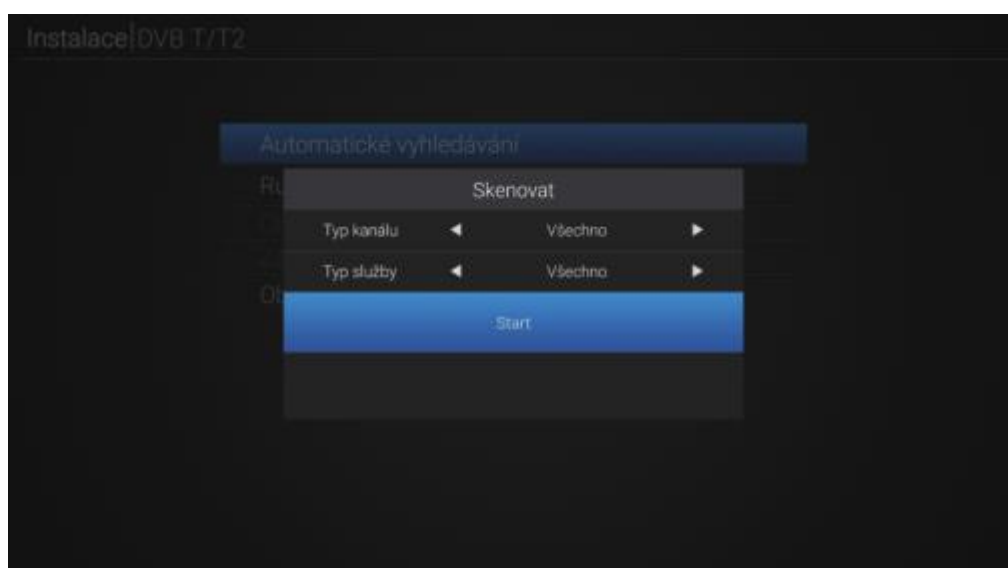 Instalace|DVB T/T2
Automatické vyhledávání
Skenovat
Typ kanálu ◀ Všechno ▶
Typ služby ◀ Všechno ▶
Start